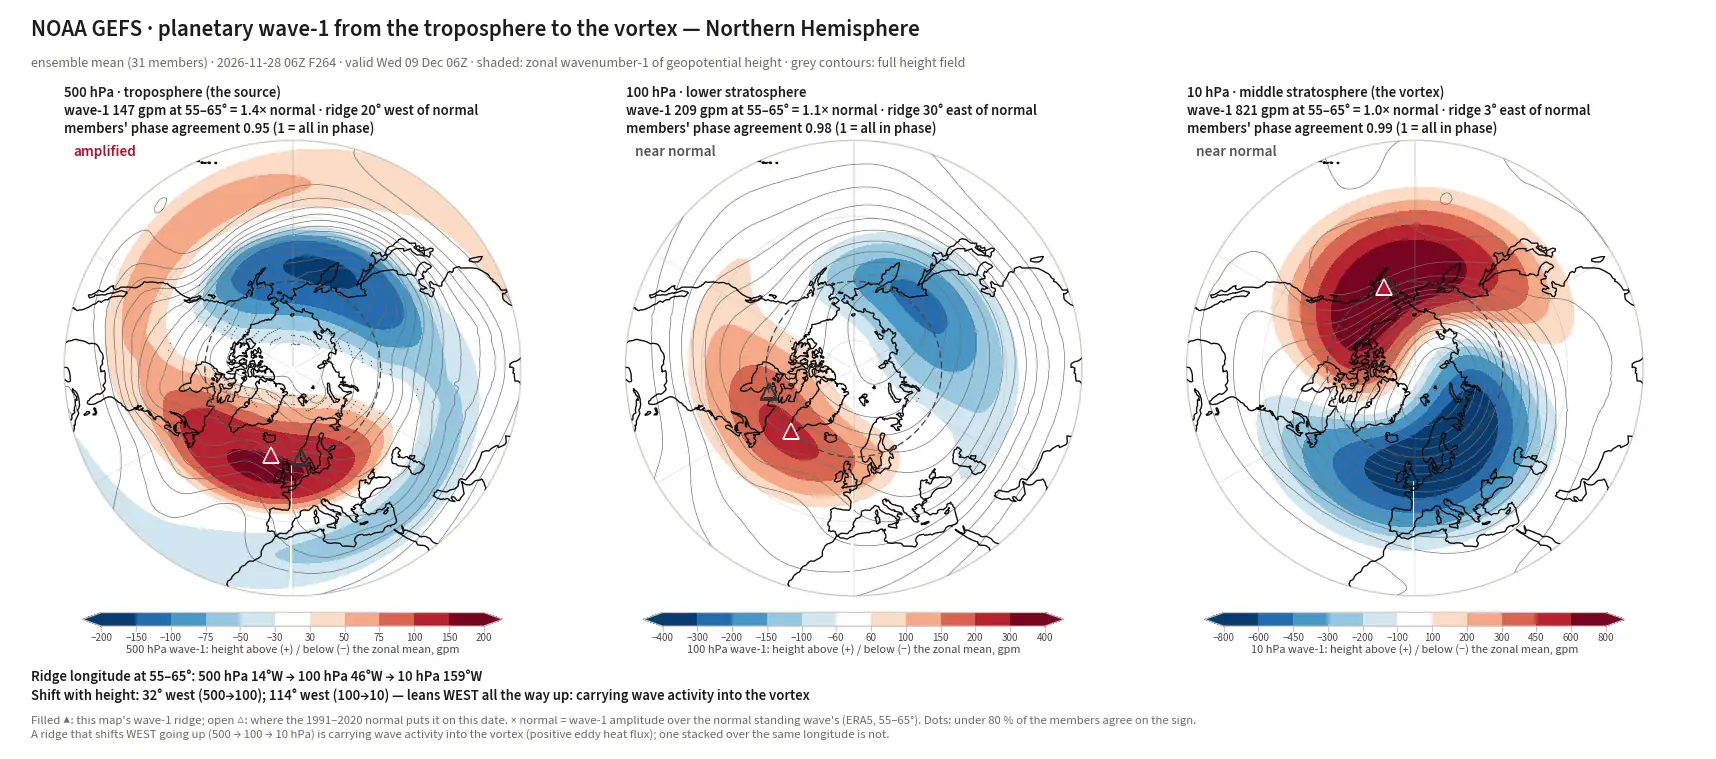 NOAA GEFS · planetary wave-1 from the troposphere to the vortex — Northern Hemisphere
ensemble mean (31 members) · 2026-11-28 06Z F264 · valid Wed 09 Dec 06Z · shaded: zonal wavenumber-1 of geopotential height · grey contours: full height field
500 hPa · troposphere (the source)
wave-1 147 gpm at 55–65° = 1.4× normal · ridge 20° west of normal
members' phase agreement 0.95 (1 = all in phase)
amplified
100 hPa · lower stratosphere
wave-1 209 gpm at 55–65° = 1.1× normal · ridge 30° east of normal
members' phase agreement 0.98 (1 = all in phase)
near normal
10 hPa · middle stratosphere (the vortex)
wave-1 821 gpm at 55–65° = 1.0× normal · ridge 3° east of normal
members' phase agreement 0.99 (1 = all in phase)
near normal
−200 −150 −100 −75 −50 −30 30 50 75 100 150 200
500 hPa wave-1: height above (+) / below (−) the zonal mean, gpm
−400 −300 −200 −150 −100 −60 60 100 150 200 300 400
100 hPa wave-1: height above (+) / below (−) the zonal mean, gpm
−800 −600 −450 −300 −200 −100 100 200 300 450 600 800
10 hPa wave-1: height above (+) / below (−) the zonal mean, gpm
Ridge longitude at 55–65°: 500 hPa 14°W → 100 hPa 46°W → 10 hPa 159°W
Shift with height: 32° west (500→100); 114° west (100→10) — leans WEST all the way up: carrying wave activity into the vortex
Filled ▲: this map's wave-1 ridge; open △: where the 1991–2020 normal puts it on this date. × normal = wave-1 amplitude over the normal standing wave's (ERA5, 55–65°). Dots: under 80 % of the members agree on the sign.
A ridge that shifts WEST going up (500 → 100 → 10 hPa) is carrying wave activity into the vortex (positive eddy heat flux); one stacked over the same longitude is not.